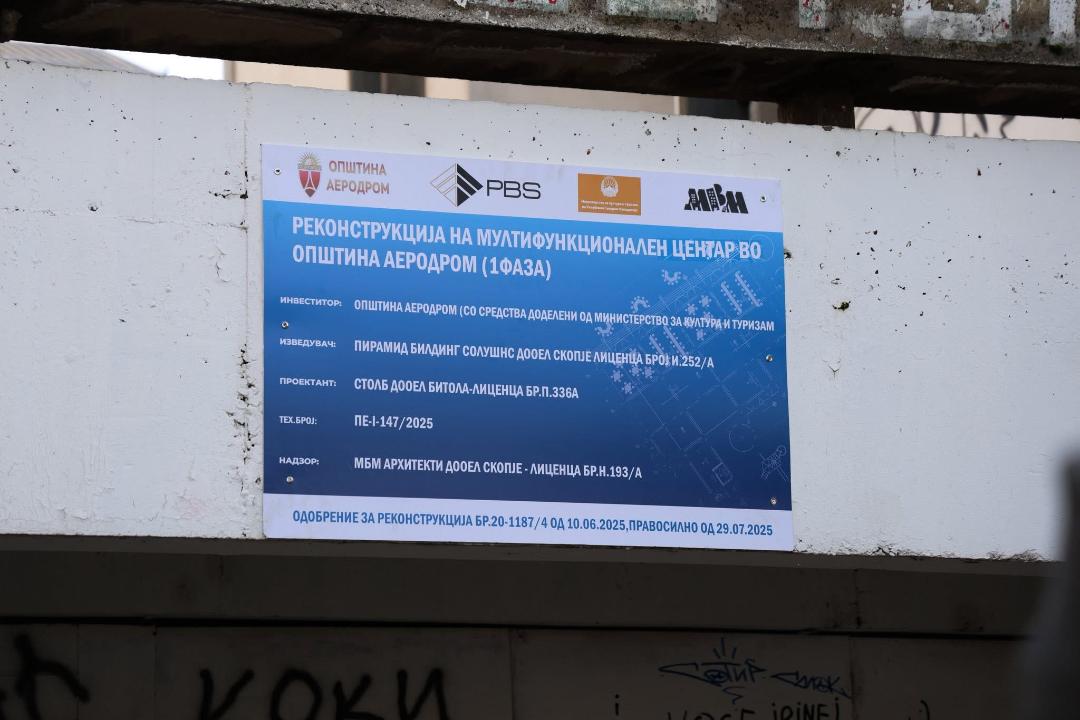 ОПШТИНА
АЕРОДРОМ
PBS
МВМ
РЕКОНСТРУКЦИЈА НА МУЛТИФУНКЦИОНАЛЕН ЦЕНТАР ВО
ОПШТИНА АЕРОДРОМ (1ФАЗА)
ИНВЕСТИТОР: ОПШТИНА АЕРОДРОМ (СО СРЕДСТВА ДОДЕЛЕНИ ОД МИНИСТЕРСТВО ЗА КУЛТУРА И ТУРИЗАМ
ИЗВЕДУВАЧ: ПИРАМИД БИЛДИНГ СОЛУШНС ДООЕЛ СКОПЈЕ ЛИЦЕНЦА БРОЈ И.252/А
ПРОЕКТАНТ: СТОЛБ ДООЕЛ БИТОЛА-ЛИЦЕНЦА БР.П.336А
ТЕХ.БРОЈ: ПЕ-I-147/2025
НАДЗОР: МБМ АРХИТЕКТИ ДООЕЛ СКОПЈЕ - ЛИЦЕНЦА БР.Н.193/А
ОДОБРЕНИЕ ЗА РЕКОНСТРУКЦИЈА БР.20-1187/4 ОД 10.06.2025,ПРАВОСИЛНО ОД 29.07.2025
КОКИ